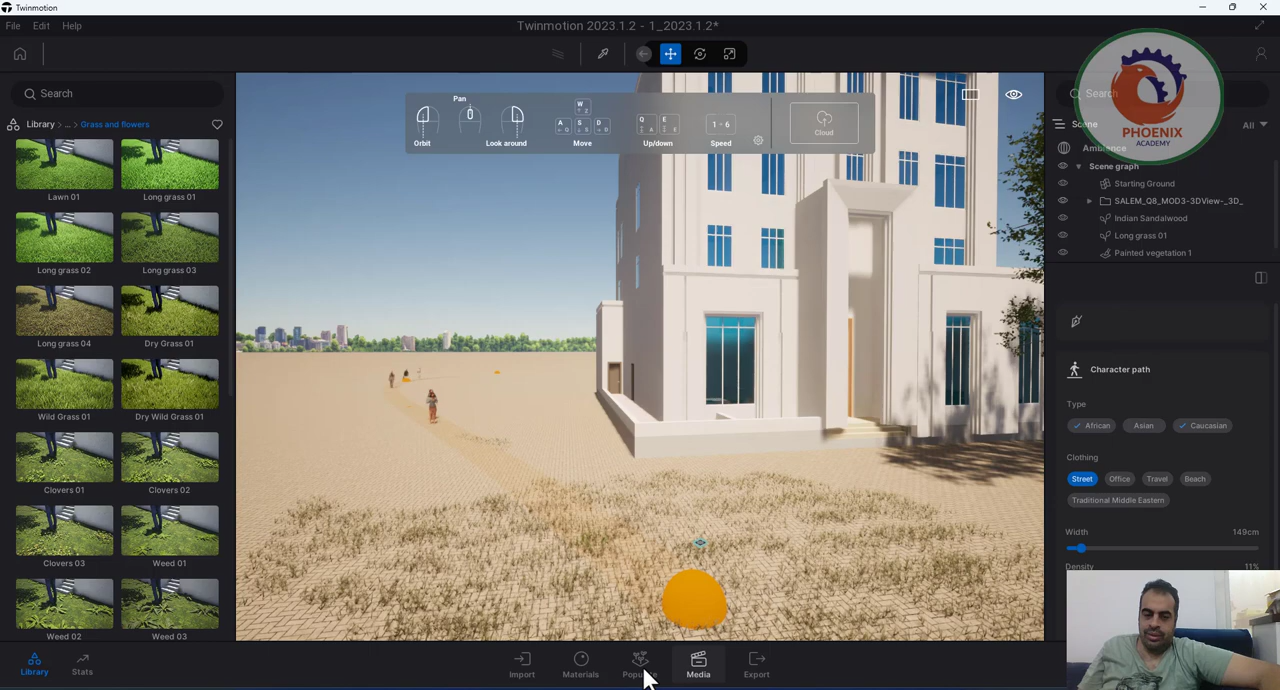 Twinmotion
File Edit Help
Twinmotion 2023.1.2 - 1_2023.1.2*
Search
Library > ... > Grasses and flowers
Lawn 01
Long grass 01
Long grass 02
Long grass 03
Long grass 04
Dry Grass 01
Wild Grass 01
Dry Wild Grass 01
Clovers 01
Clovers 02
Clovers 03
Weed 01
Weed 02
Weed 03
Pan
Orbit
Look around
W
A S D
Move
Q E
Up/down
1 - 6
Speed
Cloud
Search
PHOENIX
ACADEMY
Scene
All
Ambience
Scene graph
Starting Ground
SALEM_Q8_MOD3-3DView-_3D_
Indian Sandalwood
Long grass 01
Painted vegetation 1
Character path
Type
African Asian Caucasian
Clothing
Street Office Travel Beach
Traditional Middle Eastern
Width 149cm
Density 11%
Library Stats
Import Materials Media Export